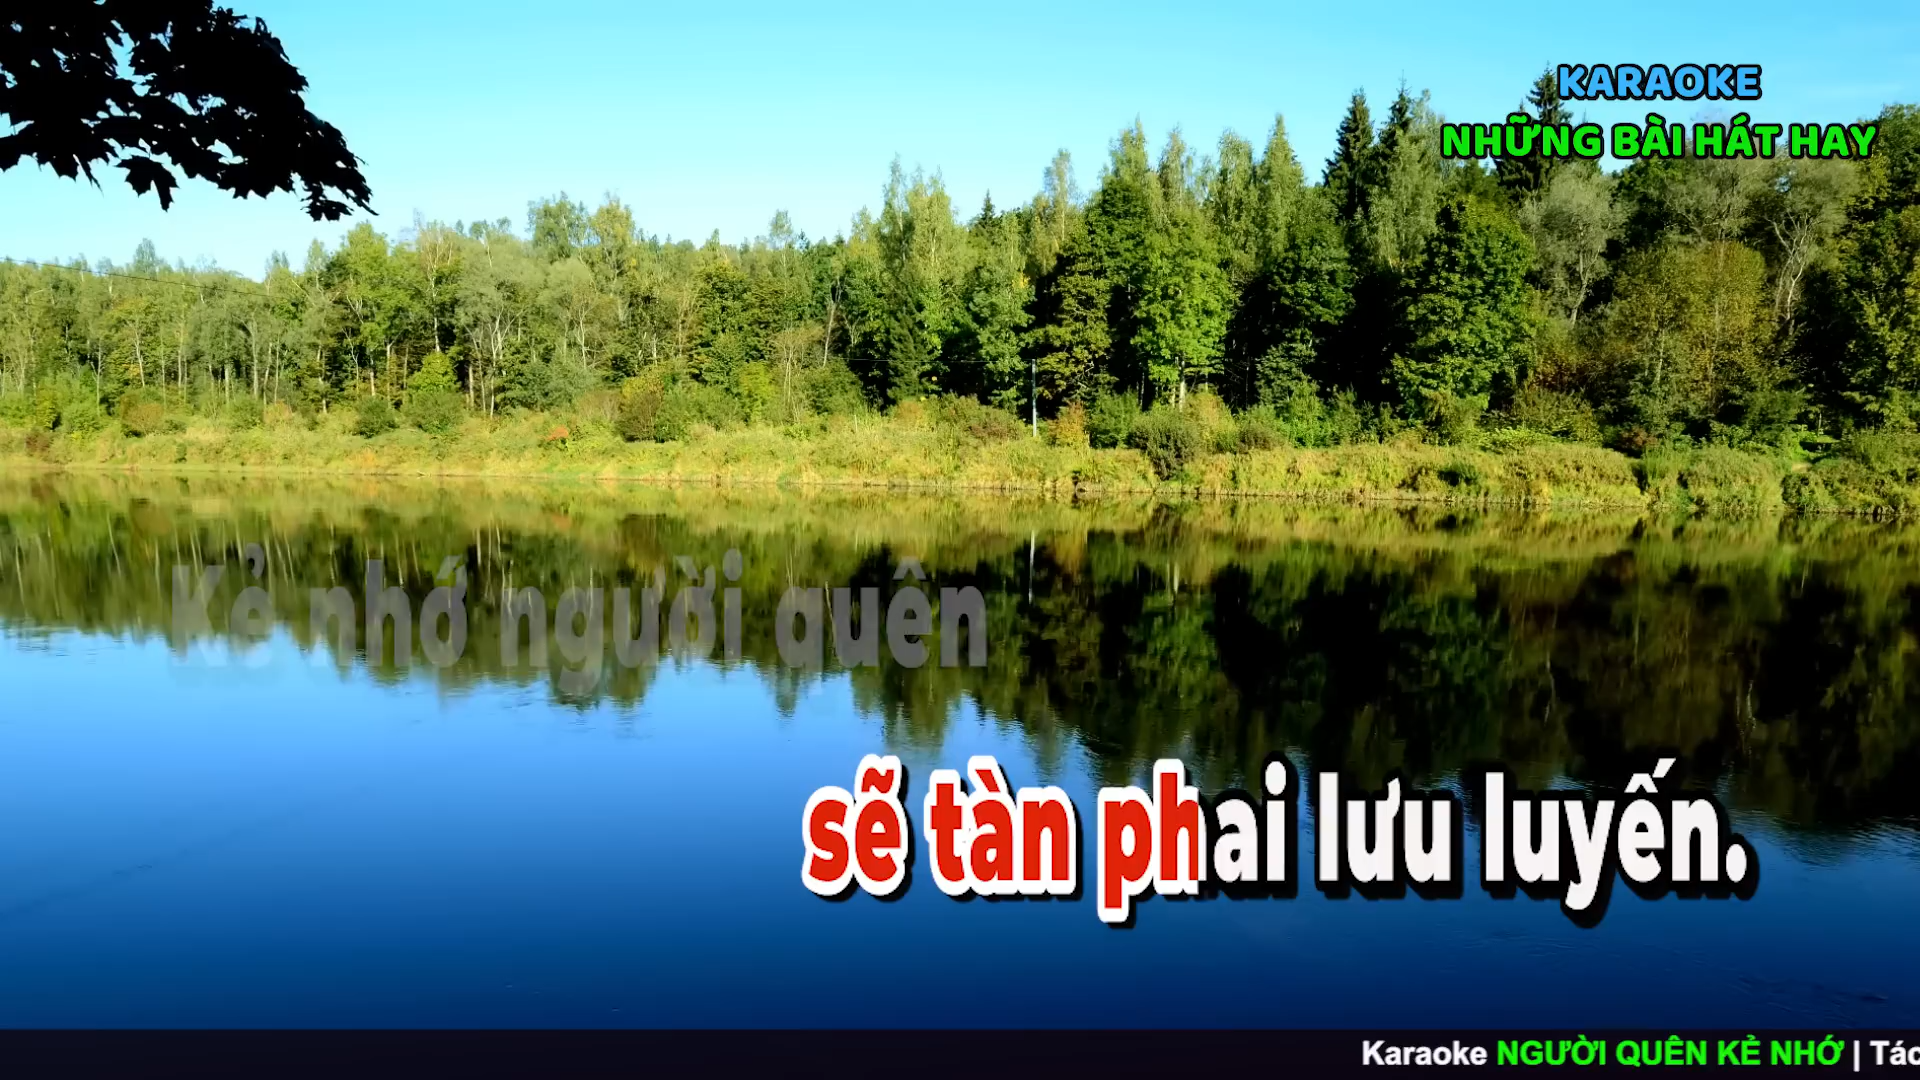 KARAOKE
NHỮNG BÀI HÁT HAY
Kẻ nhớ người quên
sẽ tàn phai lưu luyến.
Karaoke NGƯỜI QUÊN KẺ NHỚ | Tác